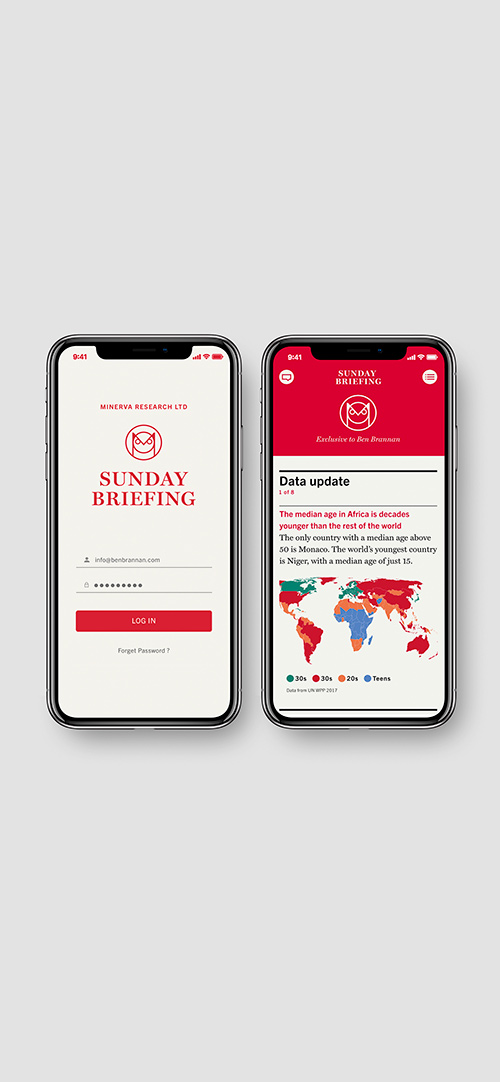 9:41
MINERVA RESEARCH LTD
SUNDAY
BRIEFING
info@benbrannan.com
LOG IN
Forget Password ?
9:41
SUNDAY
BRIEFING
Exclusive to Ben Brannan
Data update
1 of 8
The median age in Africa is decades
younger than the rest of the world
The only country with a median age above
50 is Monaco. The world's youngest country
is Niger, with a median age of just 15.
30s 30s 20s Teens
Data from UN WPP 2017